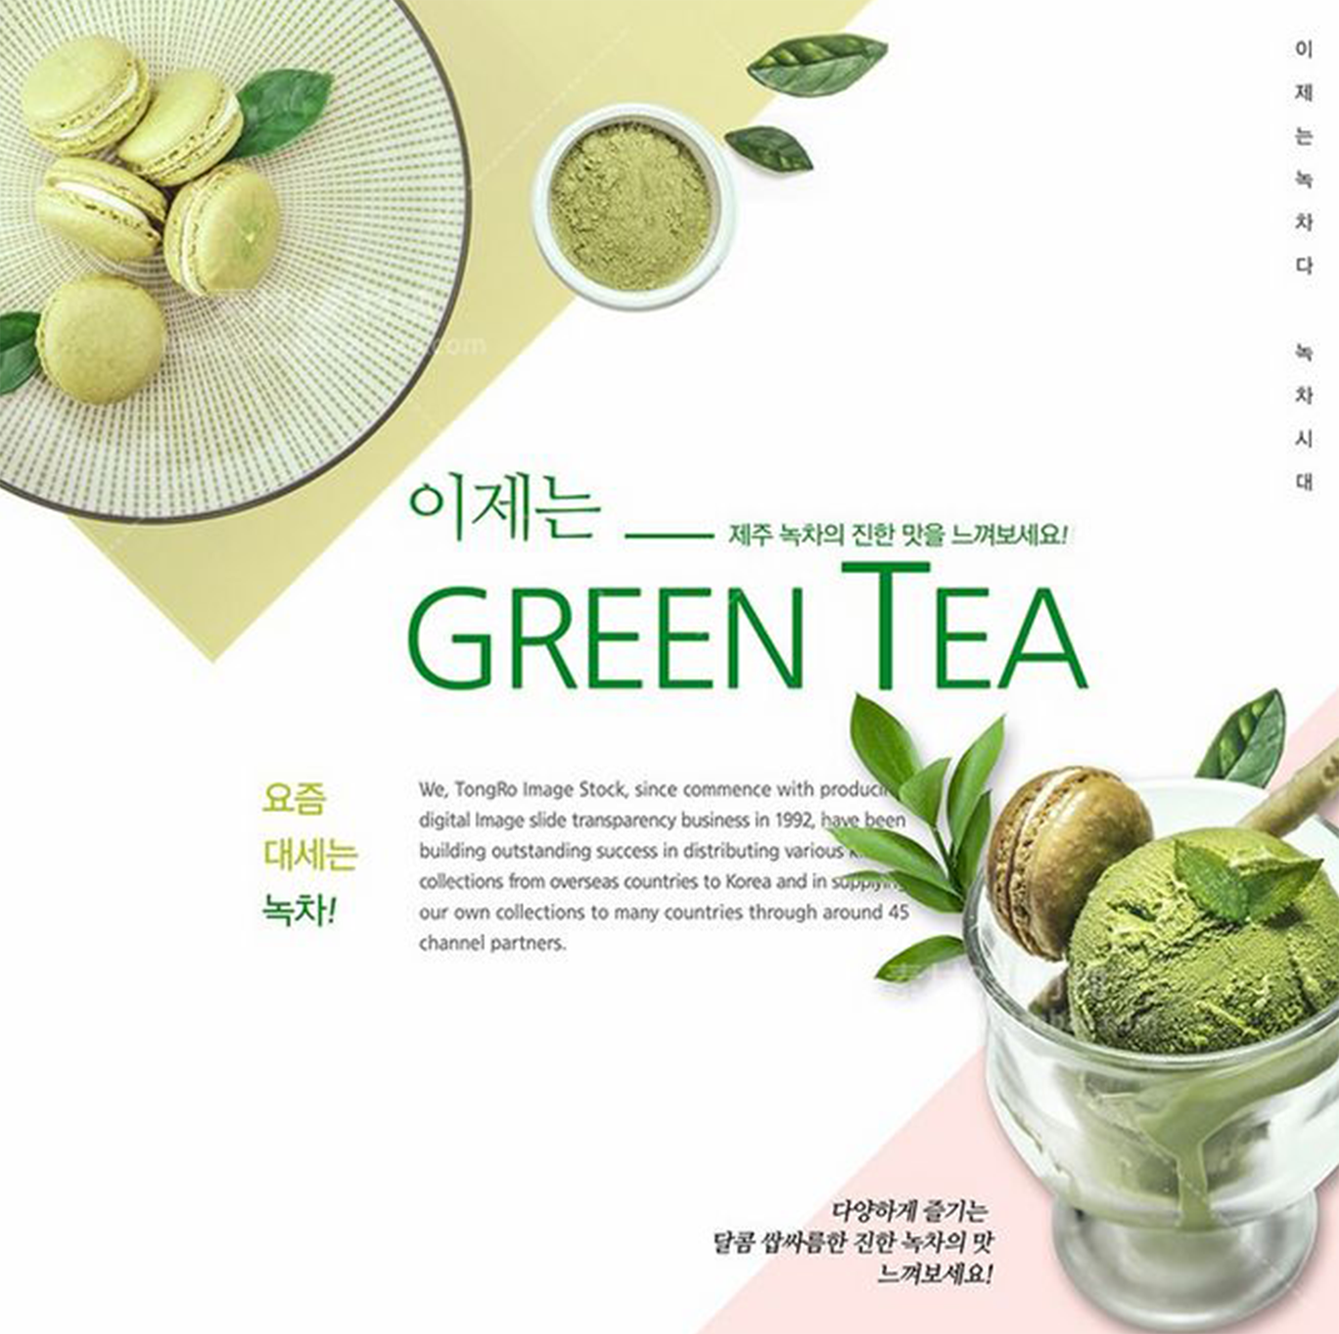 이제는녹차다 녹차시대
이제는
제주 녹차의 진한 맛을 느껴보세요!
GREEN TEA
요즘
대세는
녹차!
We, TongRo Image Stock, since commence with
digital Image slide transparency business in 1992, have been
building outstanding success in distributing various
collections from overseas countries to Korea and in supplying
our own collections to many countries through around 45
channel partners.
다양하게 즐기는
달콤 쌉싸름한 진한 녹차의 맛
느껴보세요!